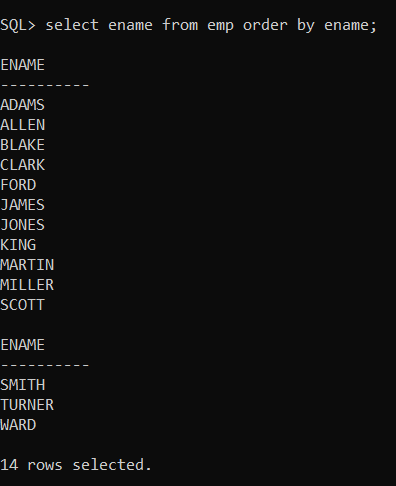 SQL> select ename from emp order by ename;
ENAME
----------
ADAMS
ALLEN
BLAKE
CLARK
FORD
JAMES
JONES
KING
MARTIN
MILLER
SCOTT
ENAME
----------
SMITH
TURNER
WARD
14 rows selected.